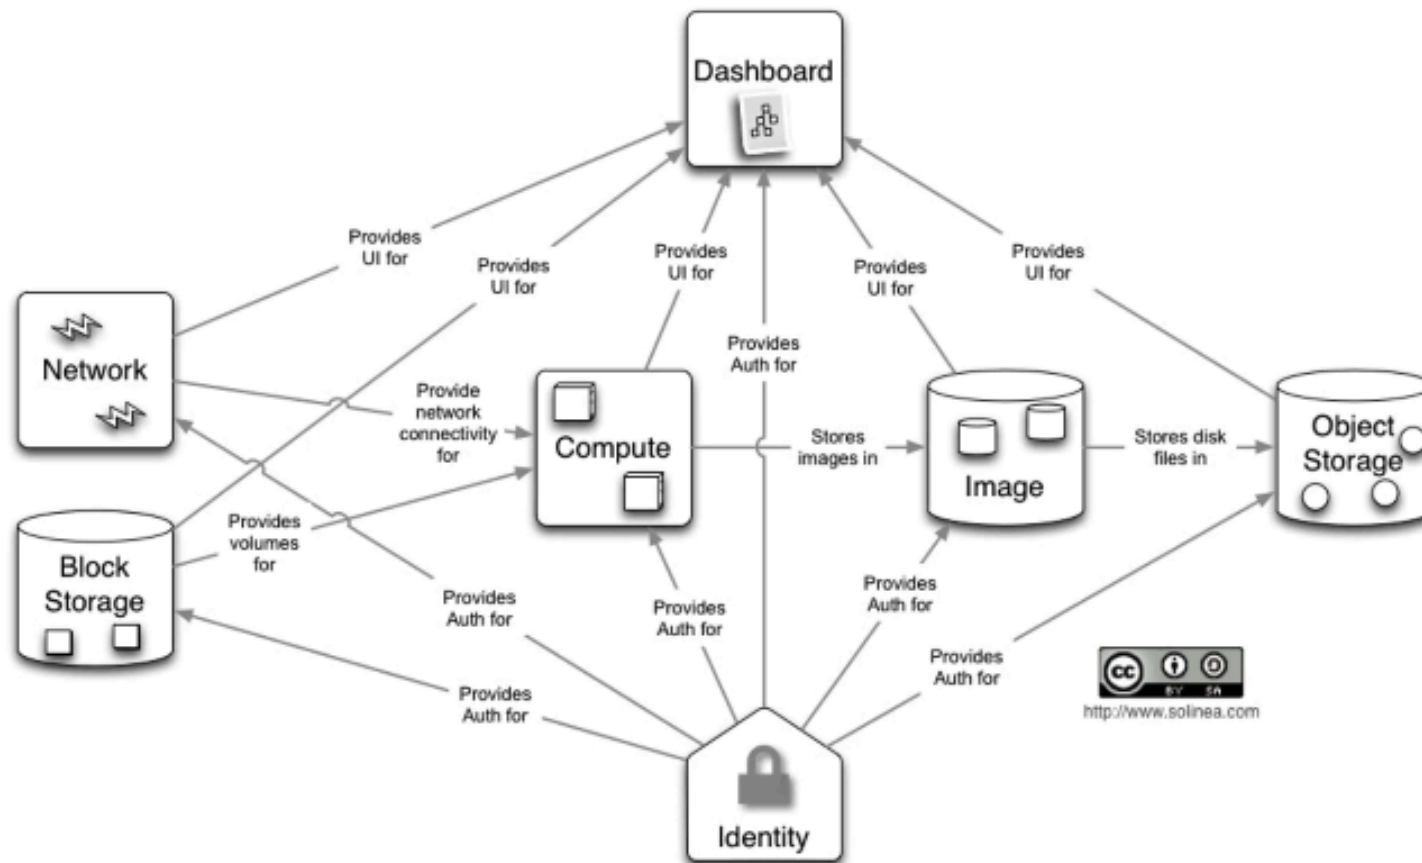 Dashboard
Provides
UI for
Provides
UI for
Provides
UI for
Provides
UI for
Provides
UI for
Network
Provides
Auth for
Provide
network
connectivity
for
Compute
Stores
images in
Image
Stores disk
files in
Object
Storage
Provides
volumes
for
Block
Storage
Provides
Auth for
Provides
Auth for
Provides
Auth for
Provides
Auth for
Provides
Auth for
cc
BY SA
http://www.solinea.com
Identity